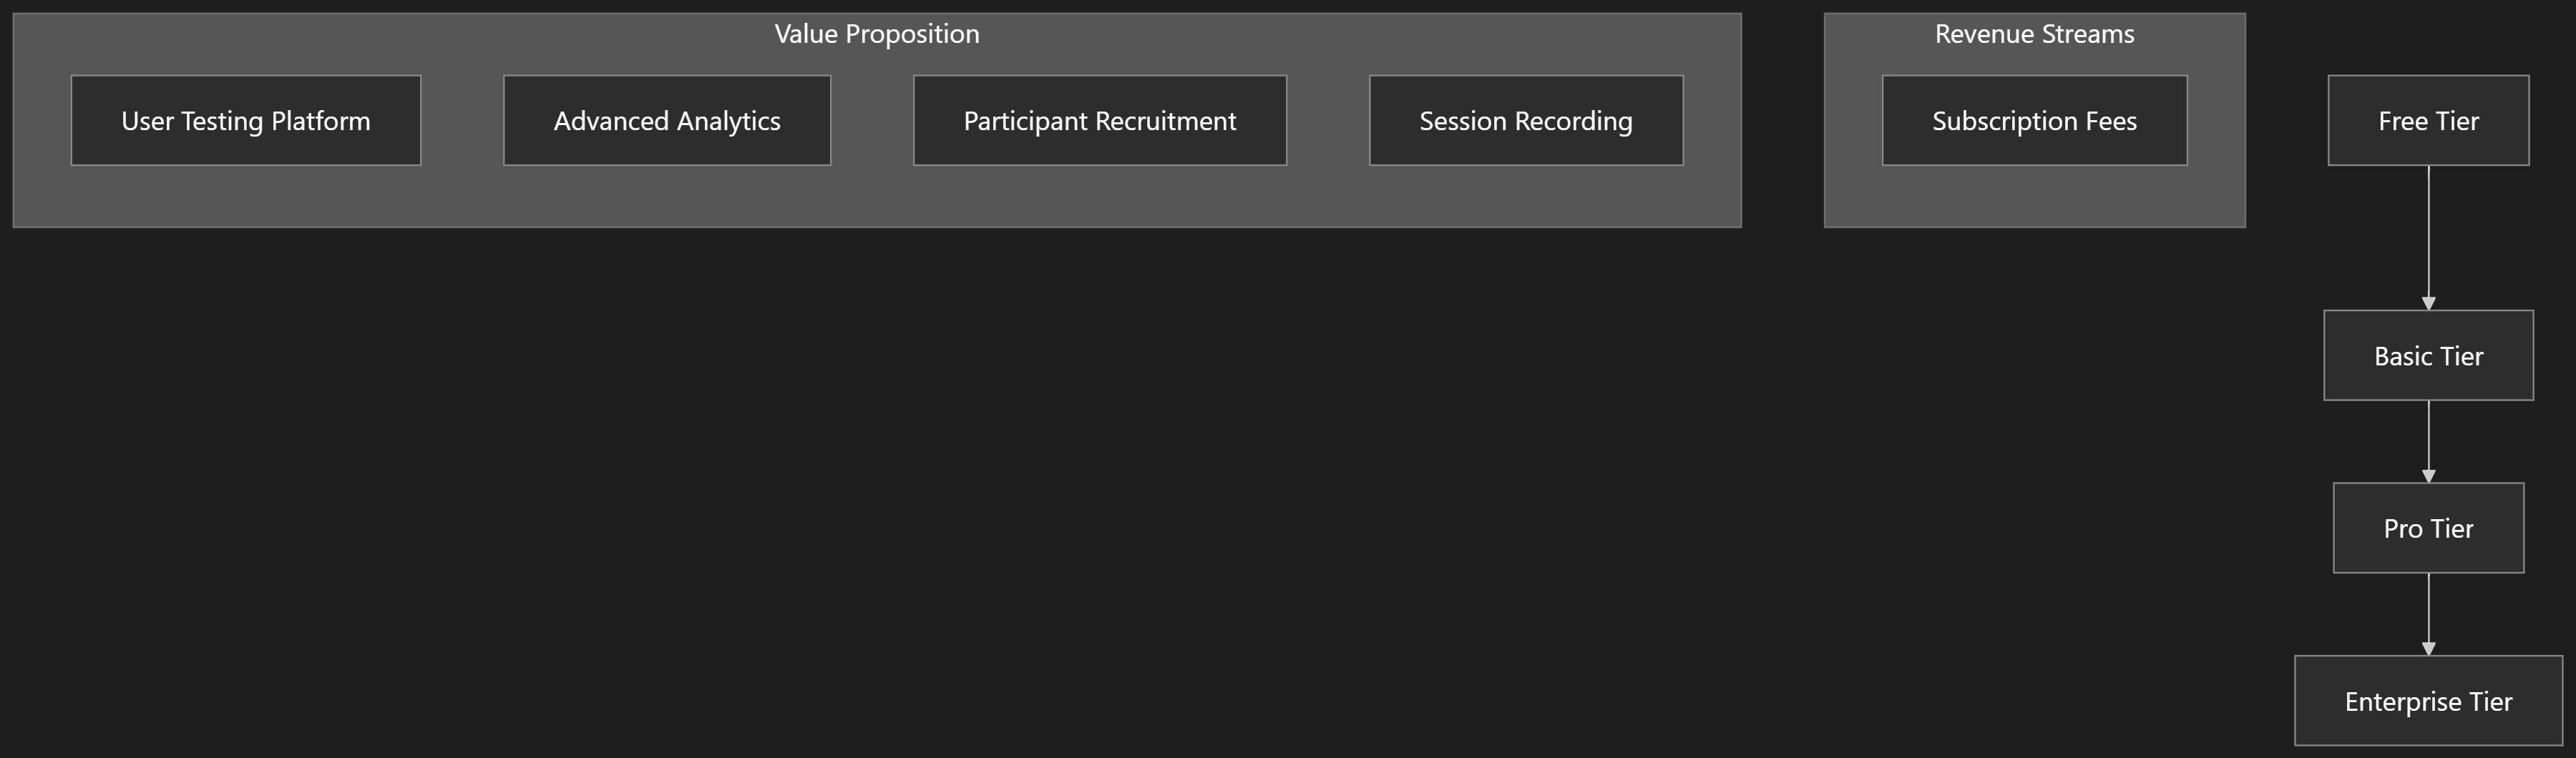 Value Proposition
User Testing Platform
Advanced Analytics
Participant Recruitment
Session Recording
Revenue Streams
Subscription Fees
Free Tier
Basic Tier
Pro Tier
Enterprise Tier